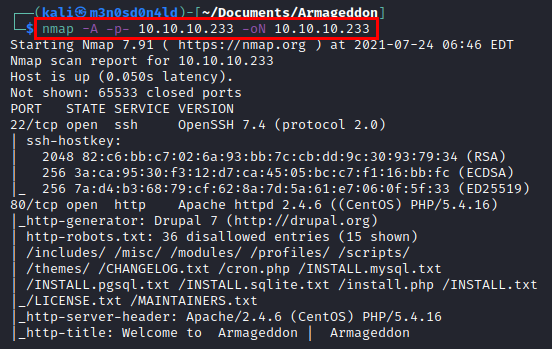 ┌──(kali㉿m3n0sd0n4ld)-[~/Documents/Armageddon]
└─$ nmap -A -p- 10.10.10.233 -oN 10.10.10.233
Starting Nmap 7.91 ( https://nmap.org ) at 2021-07-24 06:46 EDT
Nmap scan report for 10.10.10.233
Host is up (0.050s latency).
Not shown: 65533 closed ports
PORT   STATE SERVICE VERSION
22/tcp open  ssh     OpenSSH 7.4 (protocol 2.0)
| ssh-hostkey:
|   2048 82:c6:bb:c7:02:6a:93:bb:7c:cb:dd:9c:30:93:79:34 (RSA)
|   256 3a:ca:95:30:f3:12:d7:ca:45:05:bc:c7:f1:16:bb:fc (ECDSA)
|_  256 7a:d4:b3:68:79:cf:62:8a:7d:5a:61:e7:06:0f:5f:33 (ED25519)
80/tcp open  http    Apache httpd 2.4.6 ((CentOS) PHP/5.4.16)
|_http-generator: Drupal 7 (http://drupal.org)
| http-robots.txt: 36 disallowed entries (15 shown)
| /includes/ /misc/ /modules/ /profiles/ /scripts/
| /themes/ /CHANGELOG.txt /cron.php /INSTALL.mysql.txt
| /INSTALL.pgsql.txt /INSTALL.sqlite.txt /install.php /INSTALL.txt
|_/LICENSE.txt /MAINTAINERS.txt
|_http-server-header: Apache/2.4.6 (CentOS) PHP/5.4.16
|_http-title: Welcome to  Armageddon |  Armageddon